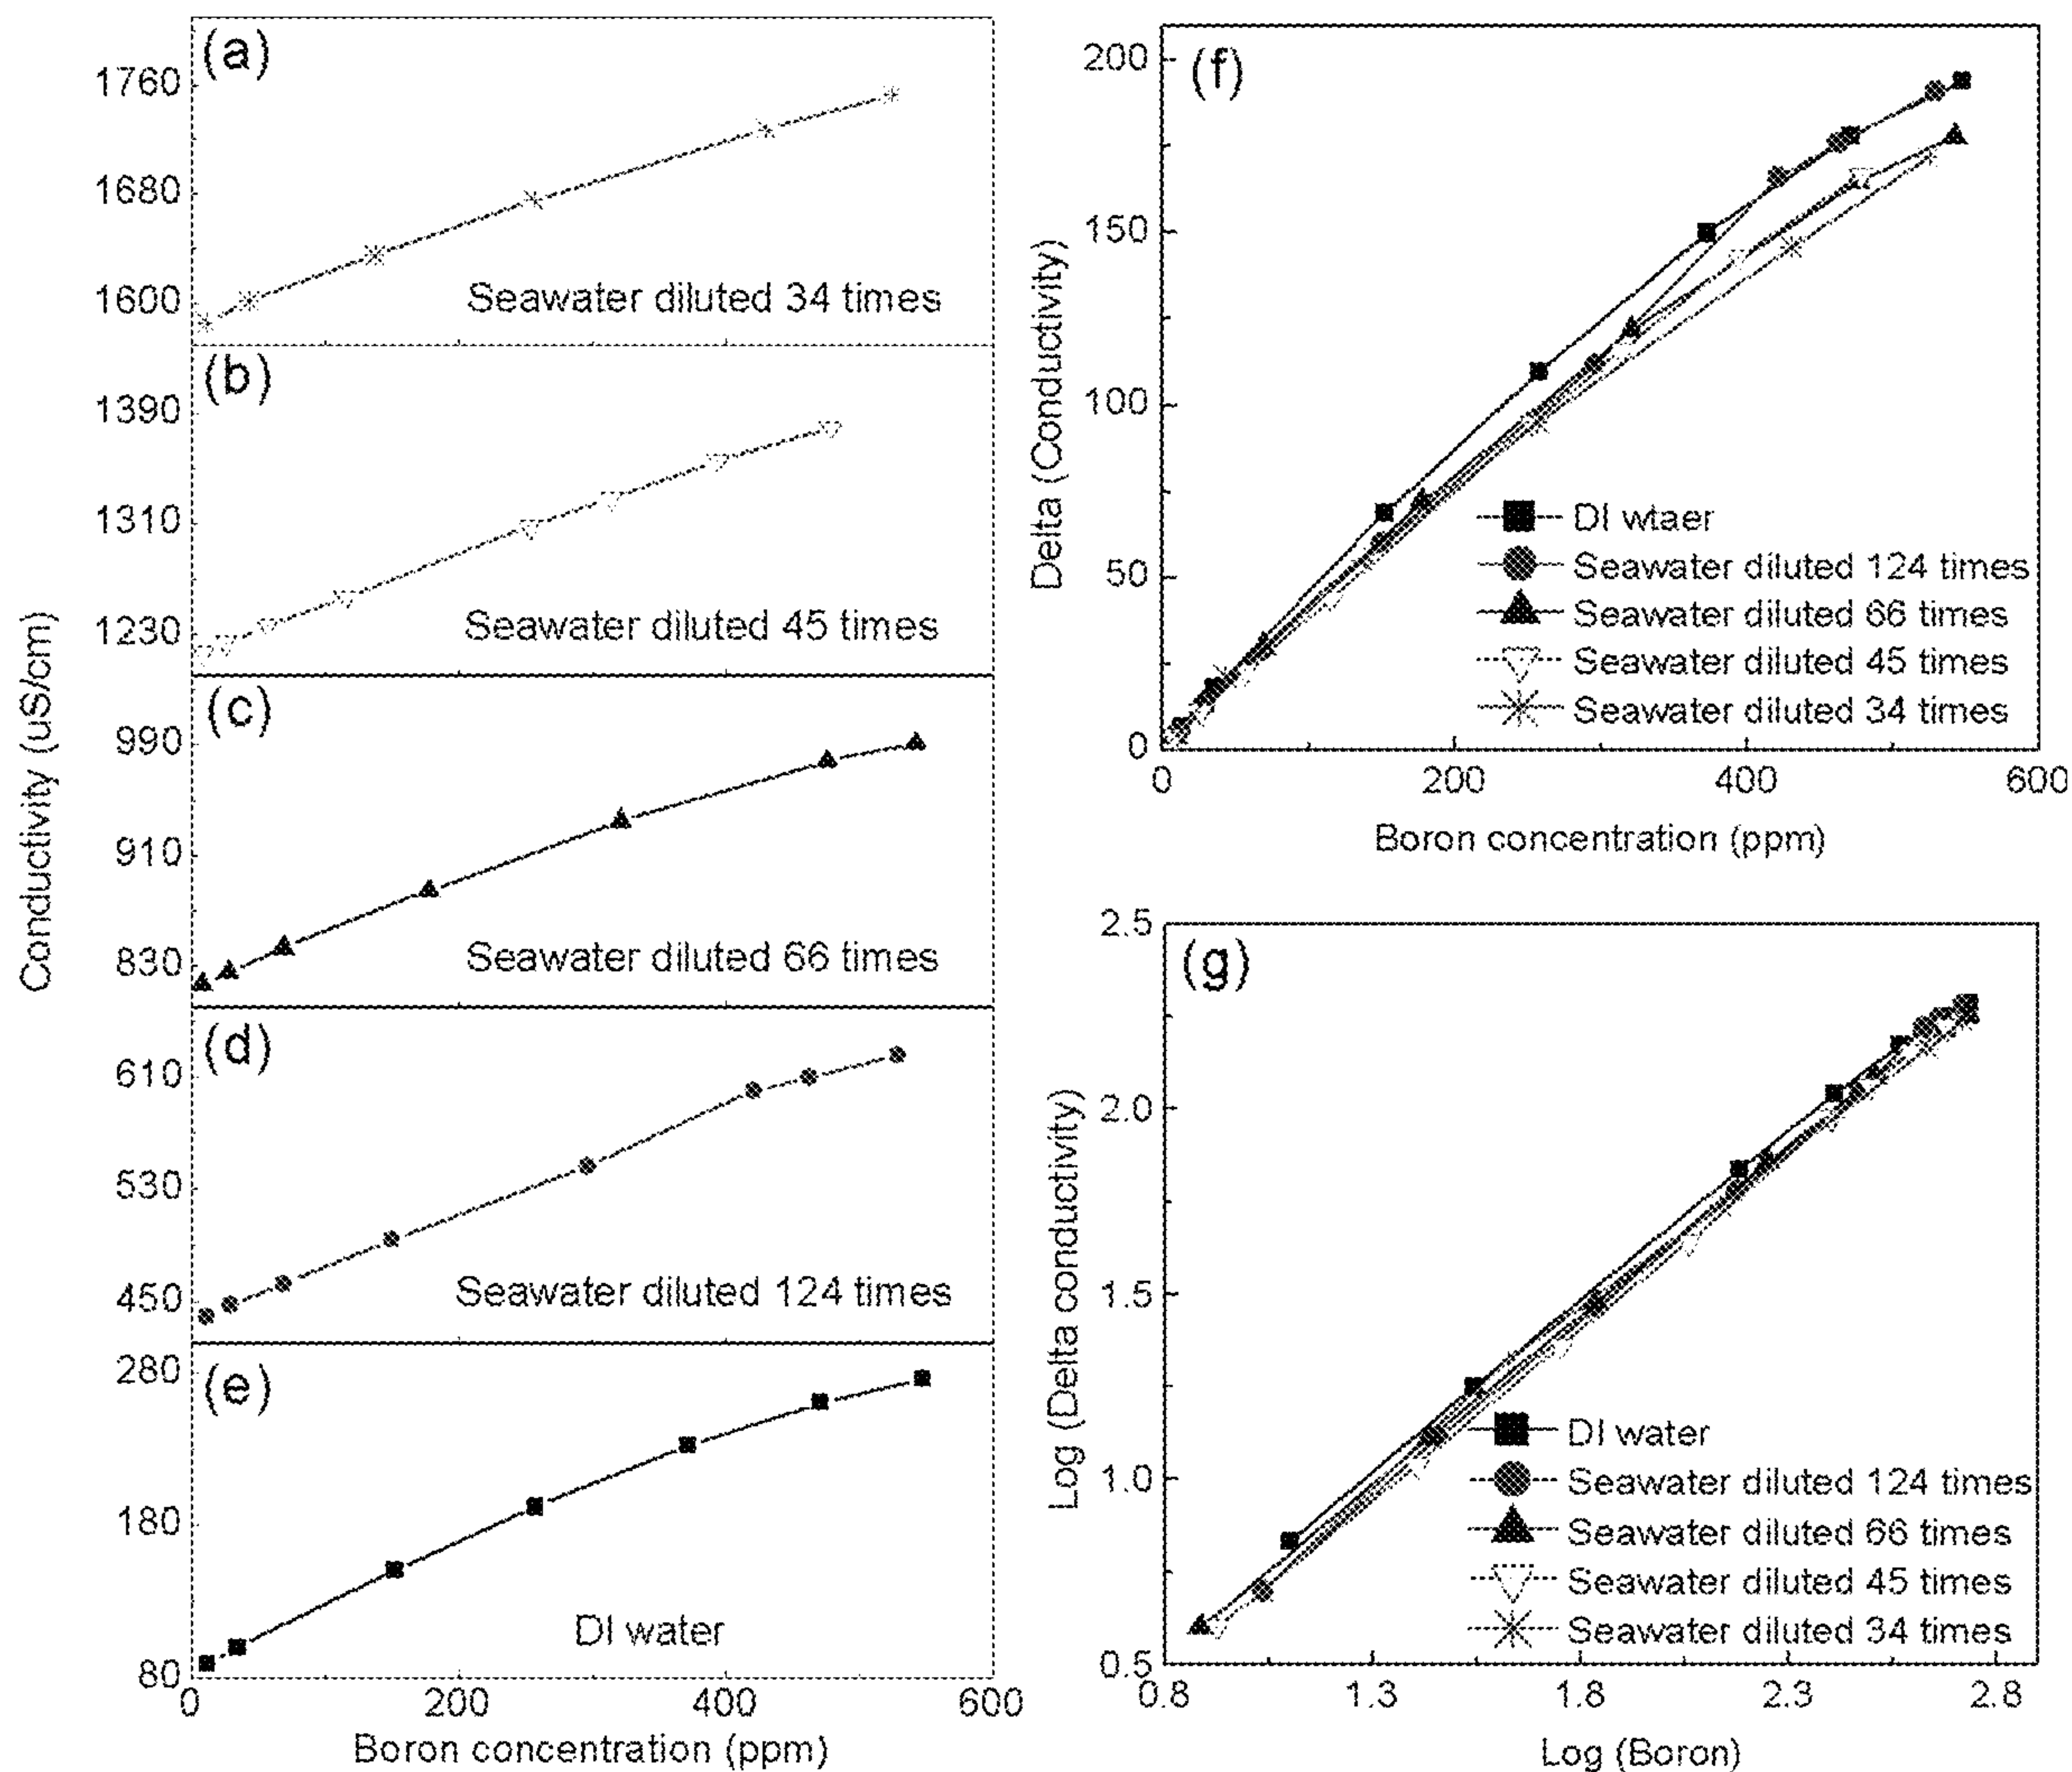 (a)
1760
1680
1600
Seawater diluted 34 times
(b)
1390
1310
1230
Seawater diluted 45 times
(c)
990
910
830
Seawater diluted 66 times
(d)
610
530
450
Seawater diluted 124 times
(e)
280
180
80
DI water
0 200 400 600
Boron concentration (ppm)
Conductivity (uS/cm)
(f)
200
150
100
50
0
DI wtaer
Seawater diluted 124 times
Seawater diluted 66 times
Seawater diluted 45 times
Seawater diluted 34 times
0 200 400 600
Boron concentration (ppm)
Delta (Conductivity)
(g)
2.5
2.0
1.5
1.0
0.5
DI water
Seawater diluted 124 times
Seawater diluted 66 times
Seawater diluted 45 times
Seawater diluted 34 times
0.8 1.3 1.8 2.3 2.8
Log (Boron)
Log (Delta conductivity)